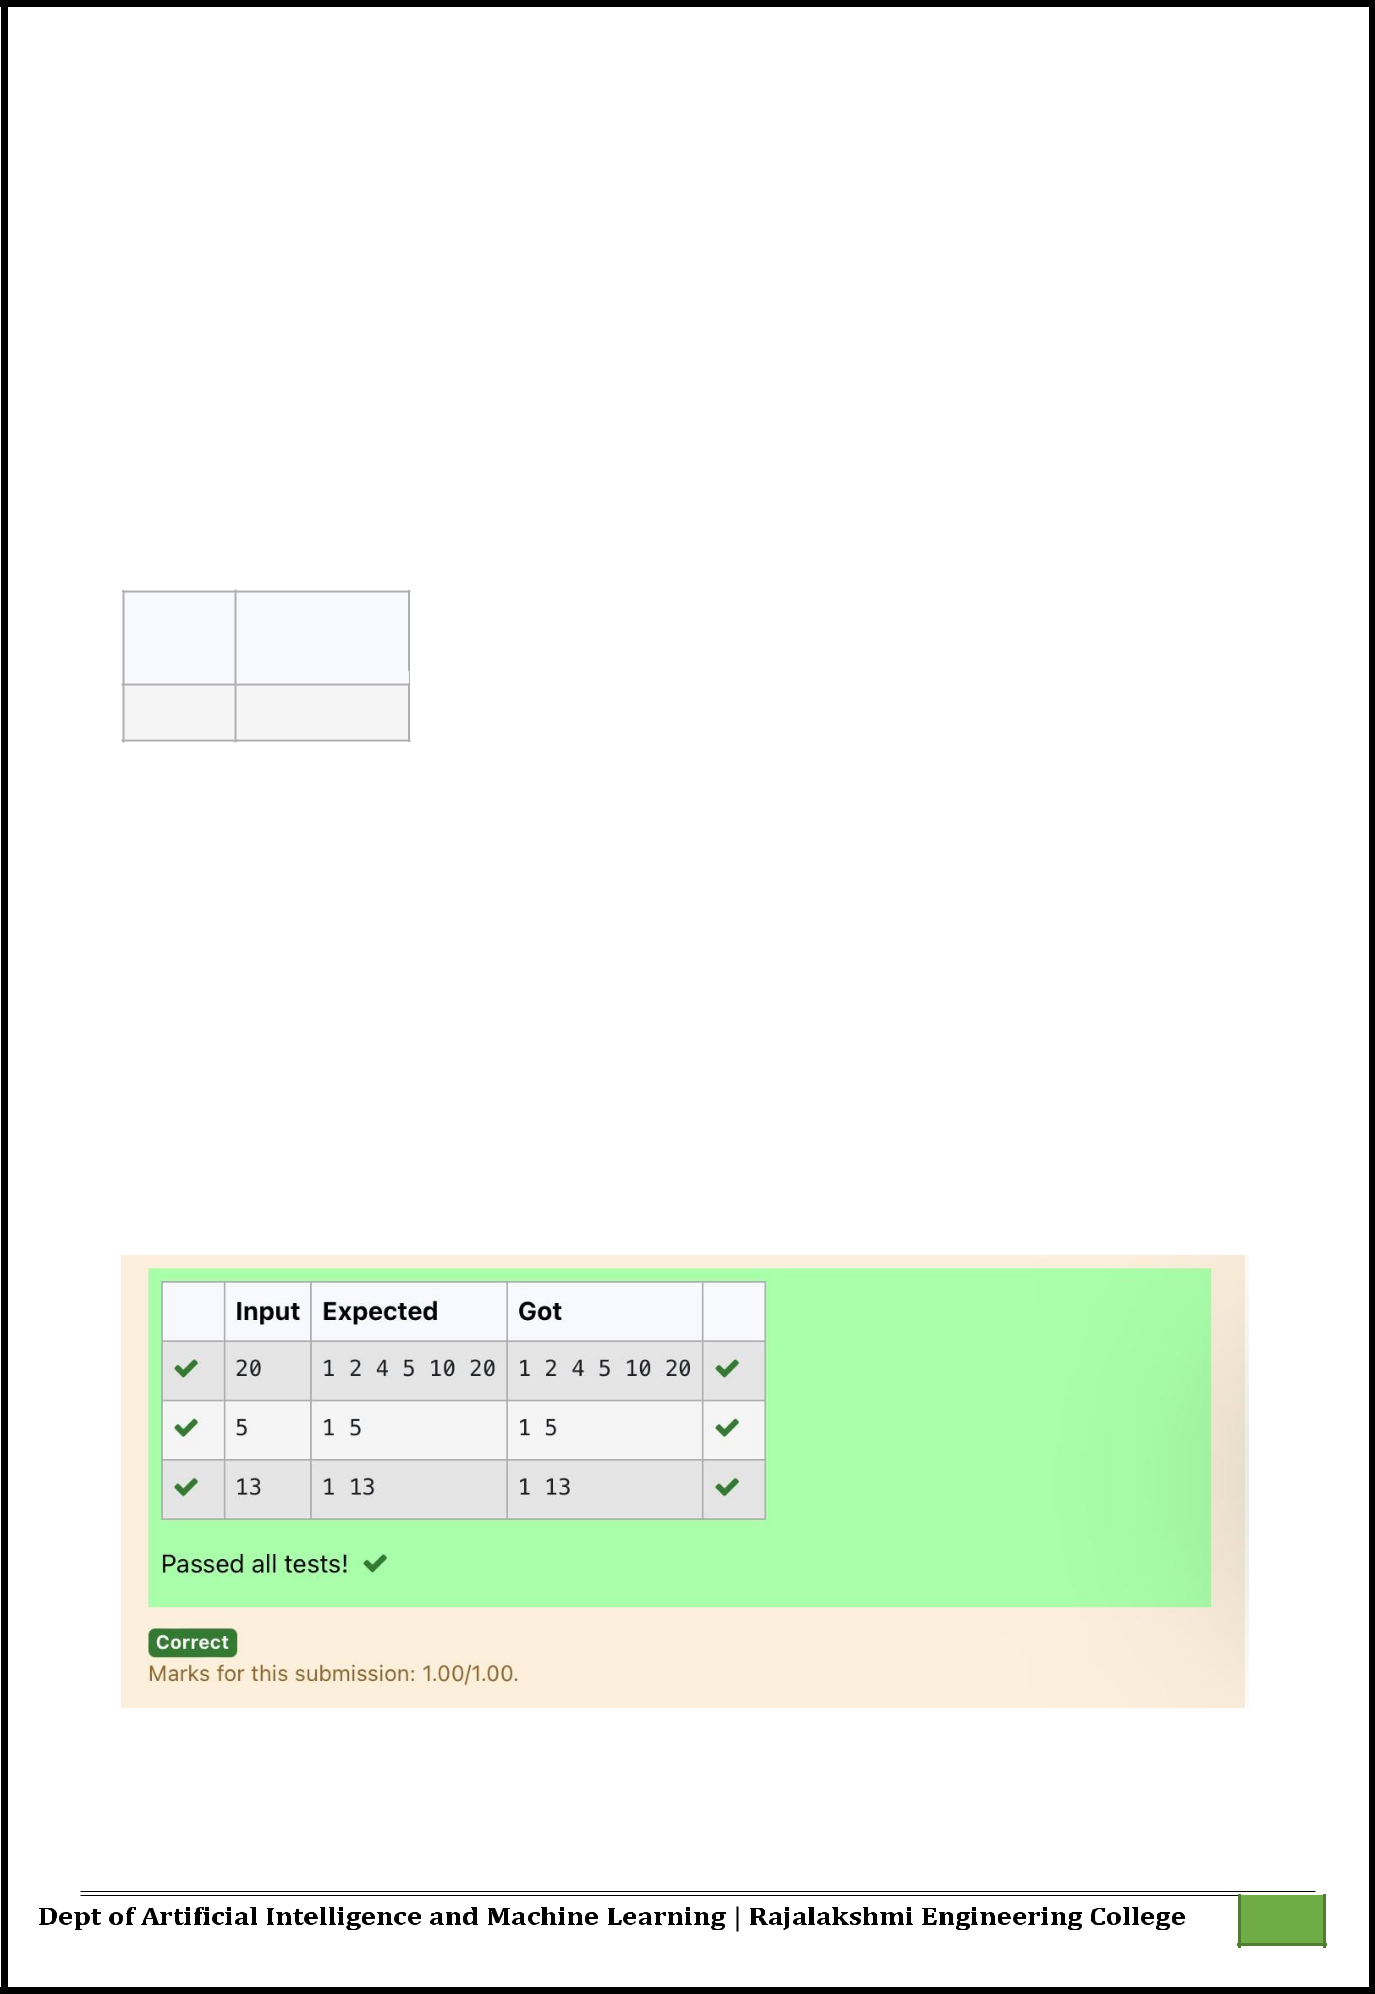 Input Expected Got
20 1 2 4 5 10 20 1 2 4 5 10 20
5 1 5 1 5
13 1 13 1 13
Passed all tests!
Correct
Marks for this submission: 1.00/1.00.
Dept of Artificial Intelligence and Machine Learning | Rajalakshmi Engineering College